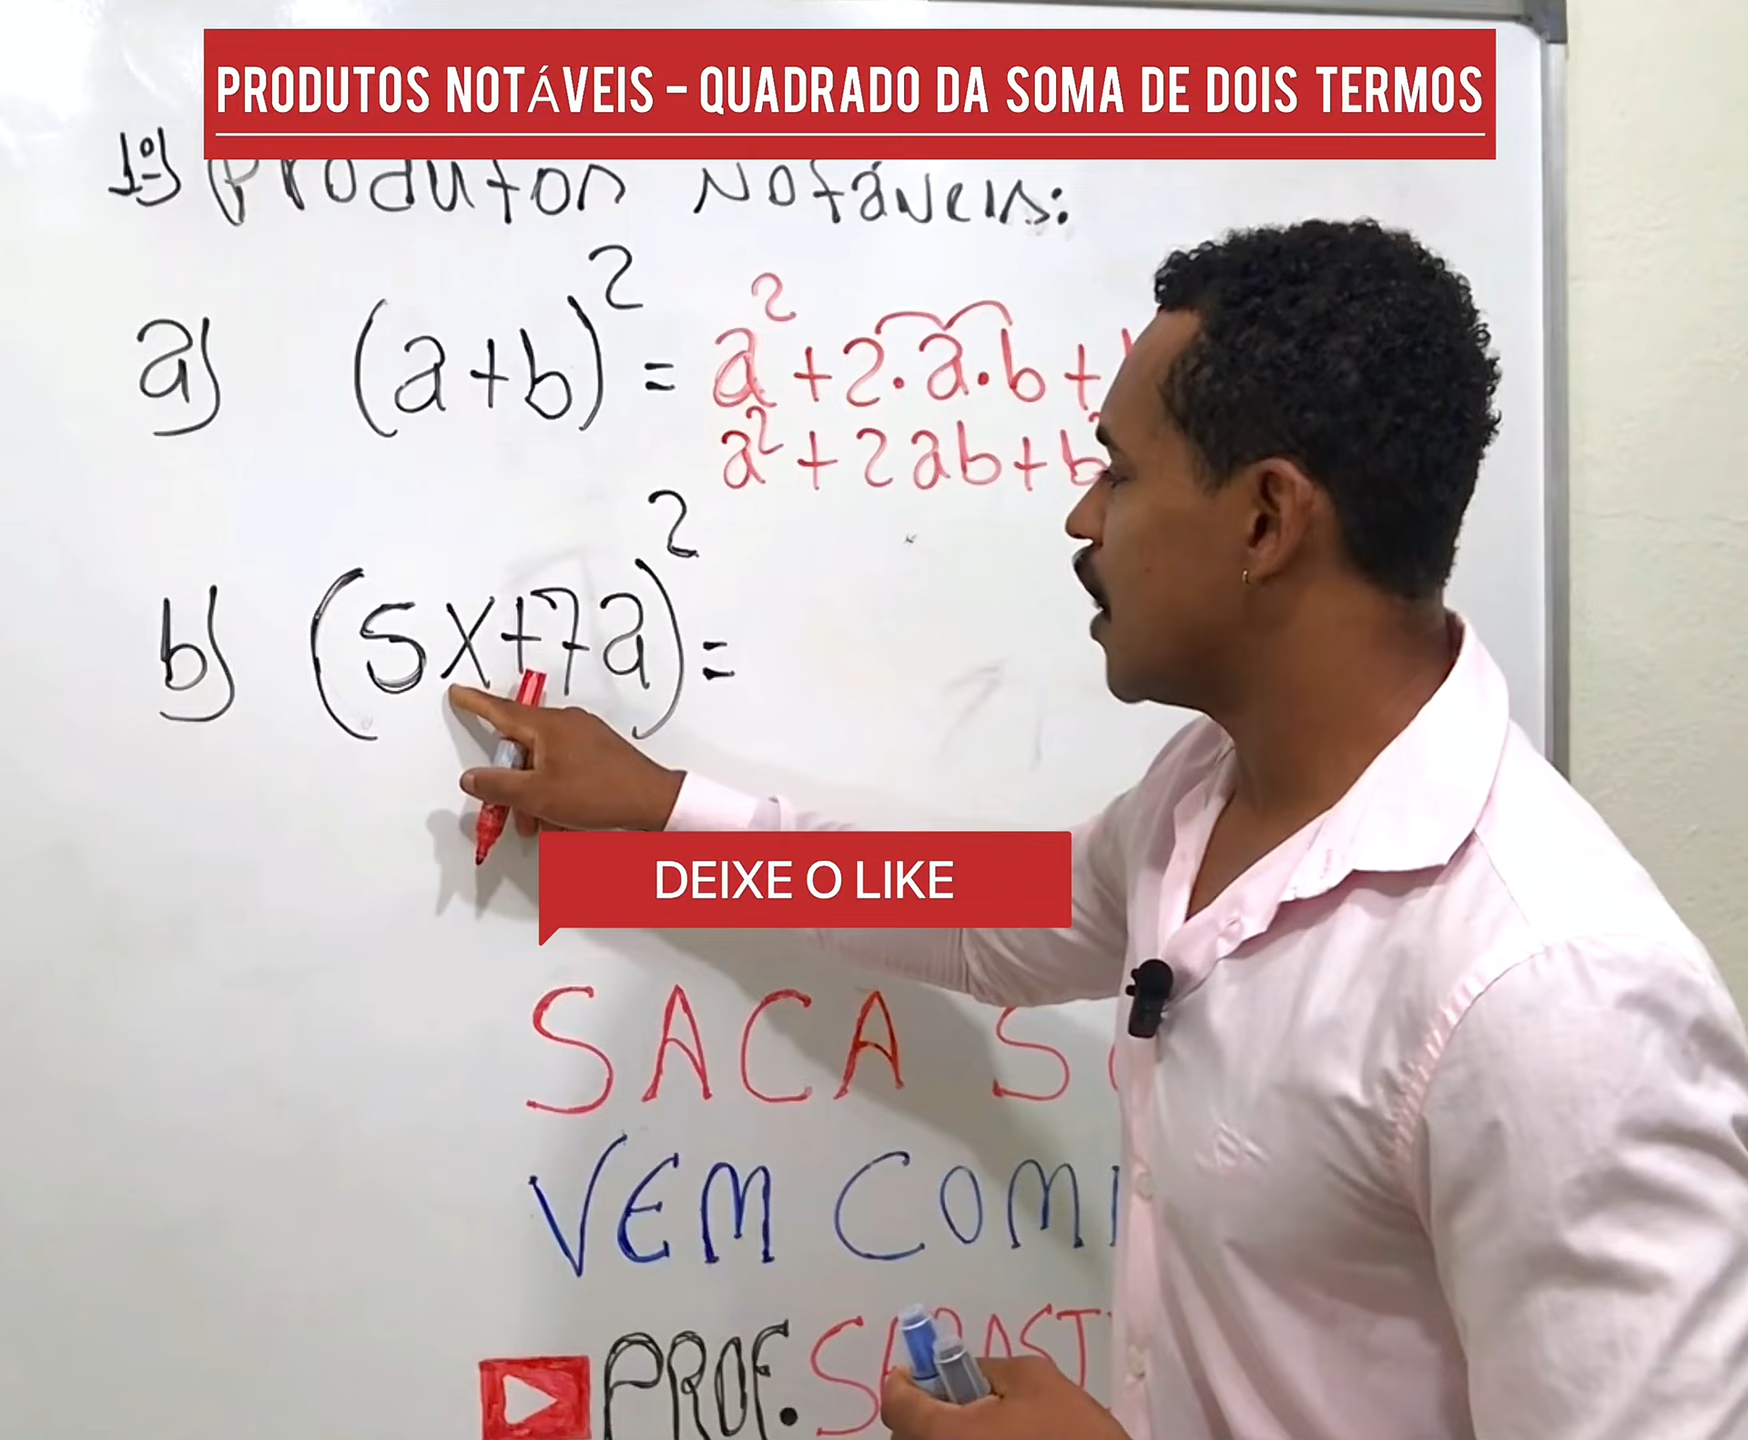 PRODUTOS NOTÁVEIS - QUADRADO DA SOMA DE DOIS TERMOS
1º) Produtos Notáveis:
a) (a+b)² = a²+2.a.b+
a²+2ab+b²
b) (5x+7a)² =
DEIXE O LIKE
SACA S
VEM COM
PROF.